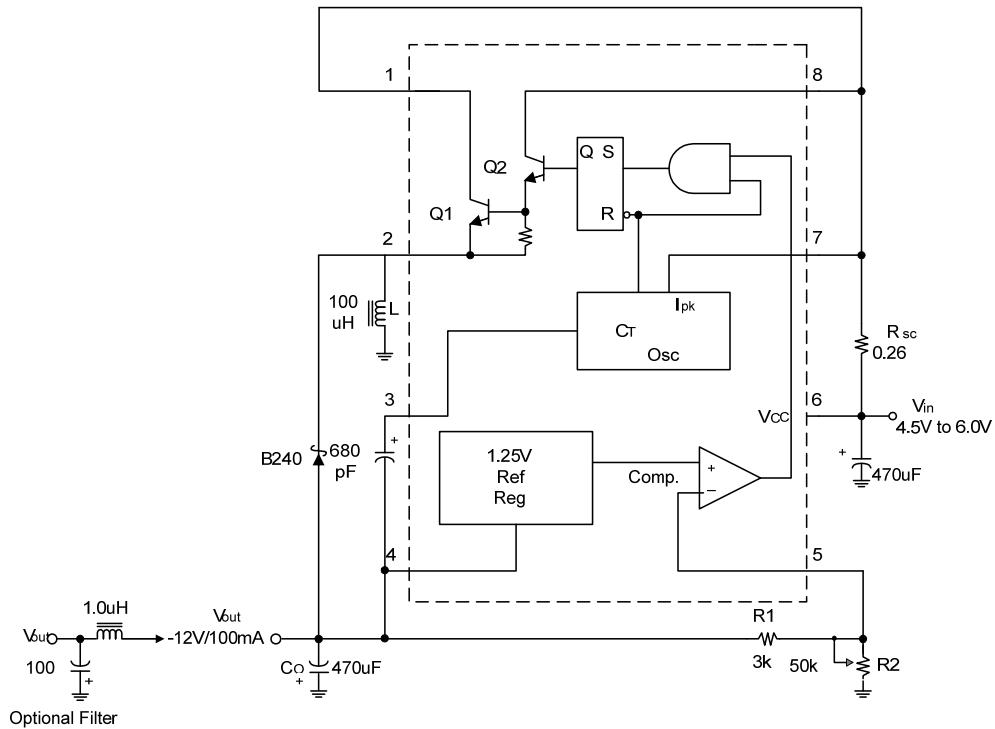 1
8
Q2
Q S
Q1
R
2
7
100
uH
L
Ipk
CT
Osc
Rsc
0.26
3
6
Vin
4.5V to 6.0V
VCC
+
B240
680
pF
1.25V
Ref
Reg
Comp.
+
−
+
470uF
4
5
1.0uH
Vout
R1
Vout
-12V/100mA
100
+
CO
+
470uF
3k
50k
R2
Optional Filter